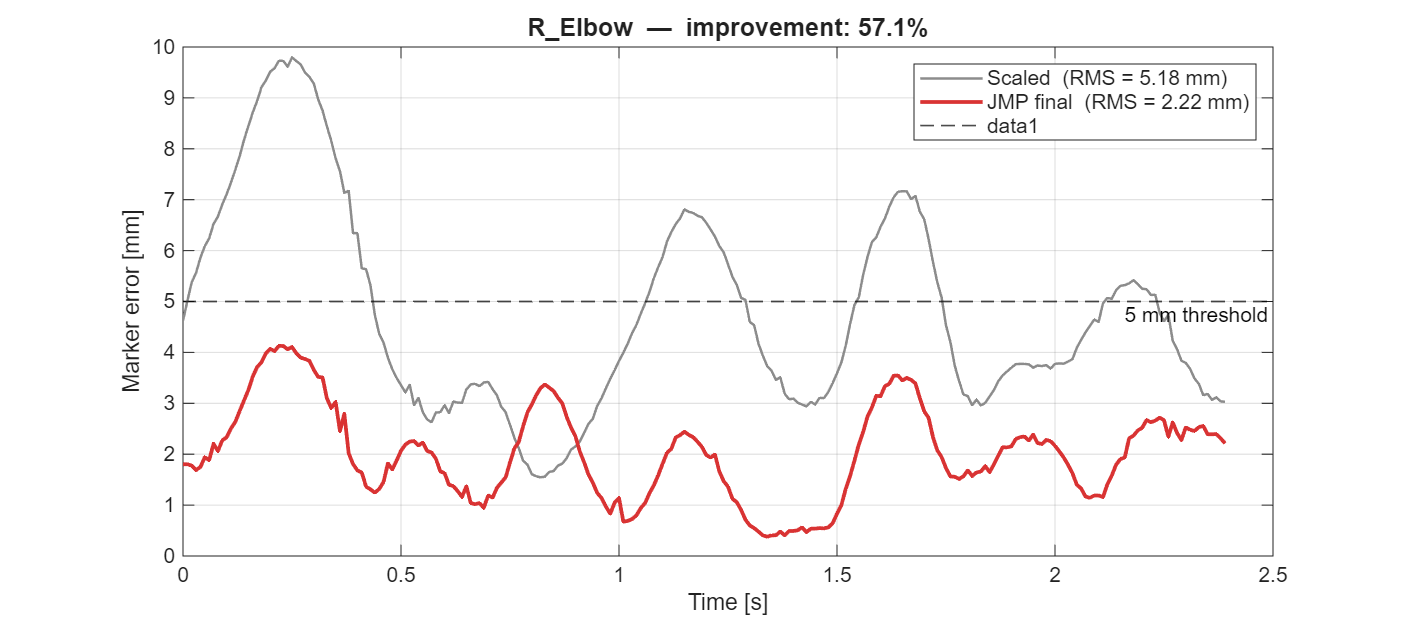 R_Elbow — improvement: 57.1%
10
9
8
7
6
5
4
3
2
1
0
Marker error [mm]
Scaled (RMS = 5.18 mm)
JMP final (RMS = 2.22 mm)
data1
5 mm threshold
0 0.5 1 1.5 2 2.5
Time [s]